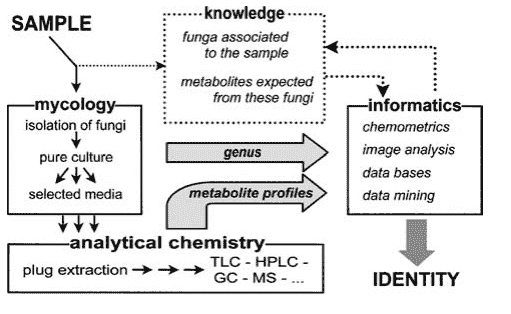 SAMPLE
knowledge
funga associated
to the sample
metabolites expected
from these fungi
mycology
isolation of fungi
pure culture
selected media
genus
metabolite profiles
informatics
chemometrics
image analysis
data bases
data mining
analytical chemistry
plug extraction
TLC - HPLC -
GC - MS - ...
IDENTITY